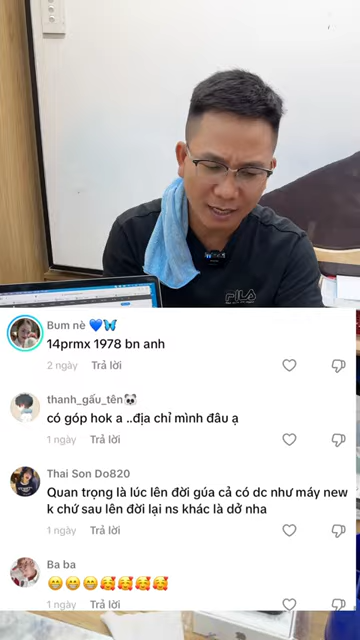 FILA
Bum nè 💙🦋
14prmx 1978 bn anh
2 ngày Trả lời
thanh_gấu_tên🐼
có góp hok a ..địa chỉ mình đâu ạ
1 ngày Trả lời
Thai Son Do820
Quan trọng là lúc lên đời gúa cả có dc như máy new
k chứ sau lên đời lại ns khác là dở nha
1 ngày Trả lời
Ba ba
😁😁😁🥰🥰🥰🥰
1 ngày Trả lời